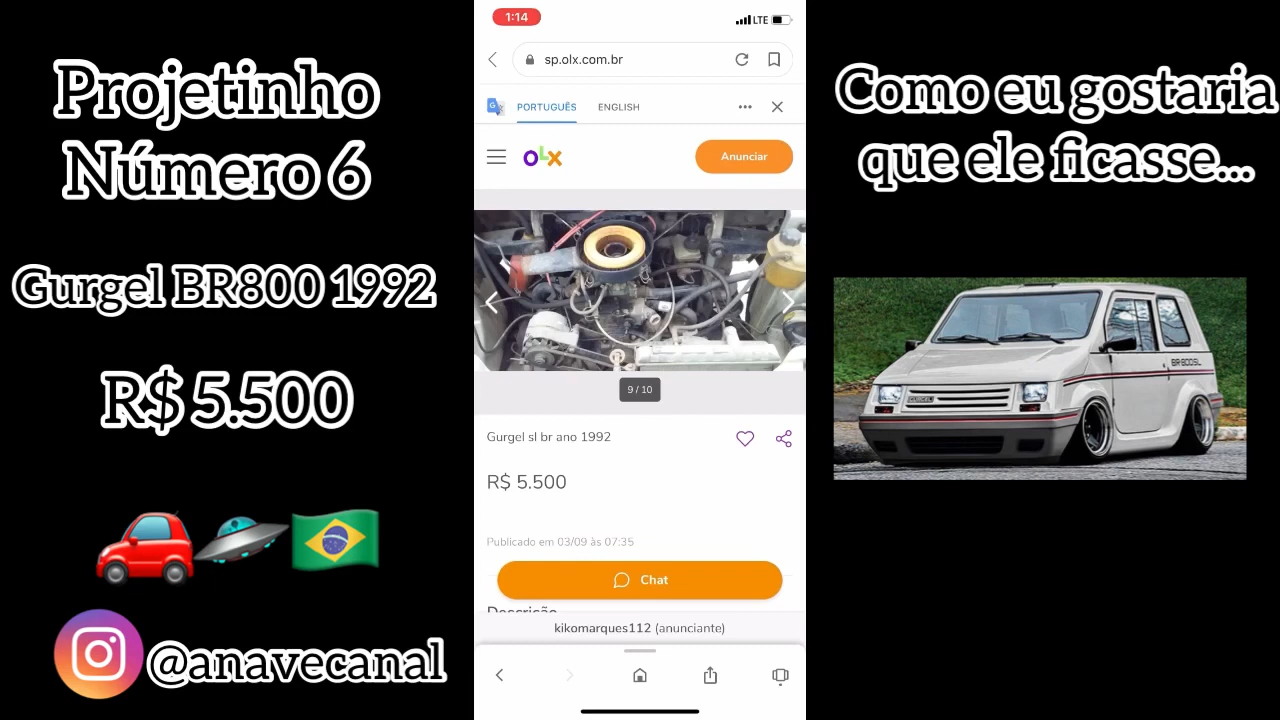 Projetinho
Número 6
Gurgel BR800 1992
R$ 5.500
@anavecanal
1:14
LTE
sp.olx.com.br
PORTUGUÊS ENGLISH
OLX
Anunciar
9 / 10
Gurgel sl br ano 1992
R$ 5.500
Publicado em 03/09 às 07:35
Chat
Descrição
kikomarques112 (anunciante)
Como eu gostaria
que ele ficasse...
BR-800SL
GURGEL